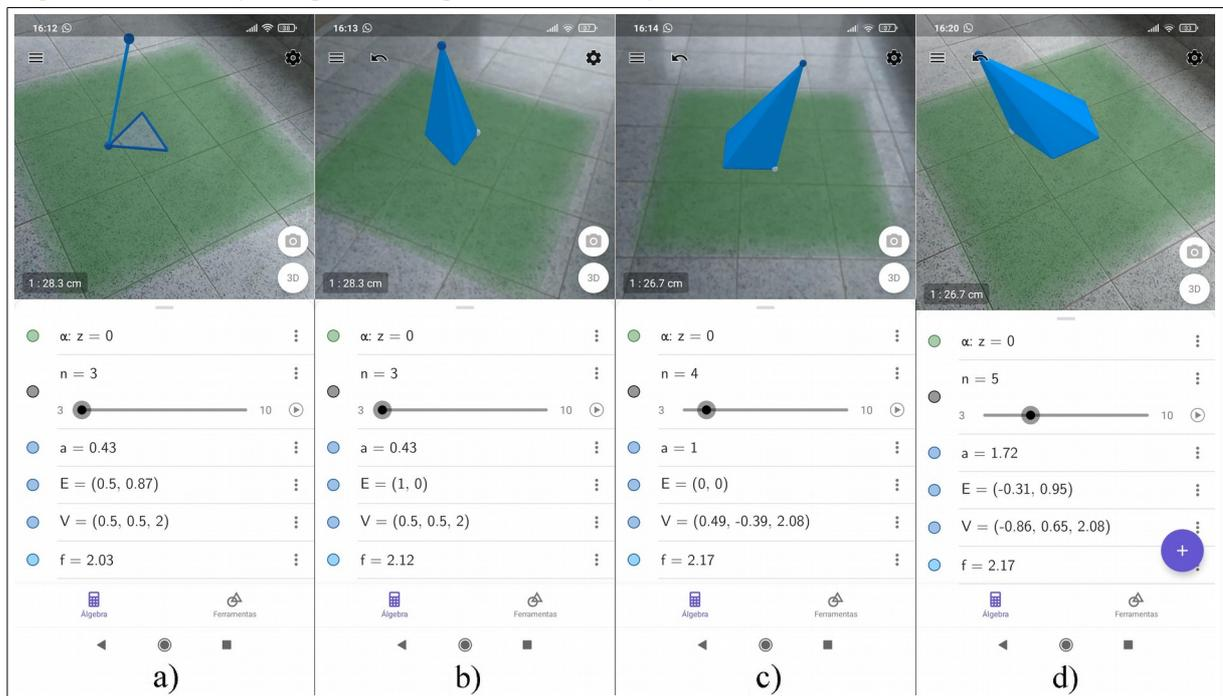 16:12
38
1 : 28.3 cm
3D
α: z = 0
n = 3
3 10
a = 0.43
E = (0.5, 0.87)
V = (0.5, 0.5, 2)
f = 2.03
Álgebra Ferramentas
a)
16:13
37
1 : 28.3 cm
3D
α: z = 0
n = 3
3 10
a = 0.43
E = (1, 0)
V = (0.5, 0.5, 2)
f = 2.12
Álgebra Ferramentas
b)
16:14
37
1 : 26.7 cm
3D
α: z = 0
n = 4
3 10
a = 1
E = (0, 0)
V = (0.49, -0.39, 2.08)
f = 2.17
Álgebra Ferramentas
c)
16:20
1 : 26.7 cm
3D
α: z = 0
n = 5
3 10
a = 1.72
E = (-0.31, 0.95)
V = (-0.86, 0.65, 2.08)
f = 2.17
Álgebra Ferramentas
d)